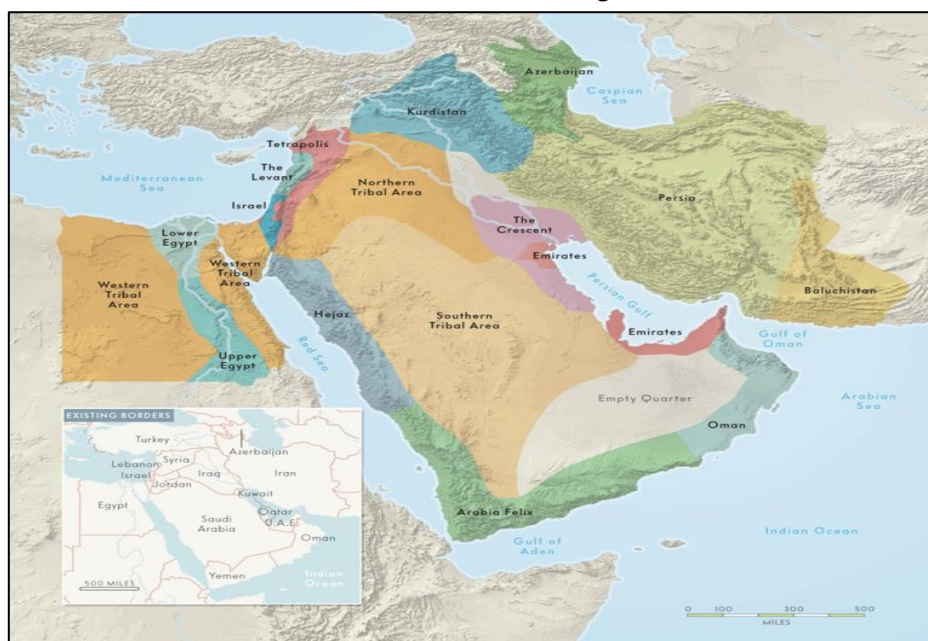 Azerbaijan
Caspian
Sea
Kurdistan
Tetrapolis
The
Levant
Mediterranean
Sea
Northern
Tribal Area
Persia
Israel
The
Crescent
Lower
Egypt
Western
Tribal
Area
Emirates
Western
Tribal
Area
Baluchistan
Persian Gulf
Hejaz
Southern
Tribal Area
Emirates
Gulf of
Oman
Red Sea
Upper
Egypt
Arabian
Sea
Empty Quarter
Oman
Arabia Felix
Indian Ocean
Gulf of
Aden
0 100 300 500
MILES
EXISTING BORDERS
Turkey
Azerbaijan
Syria
Lebanon
Israel
Iraq
Iran
Jordan
Kuwait
Egypt
Qatar
Saudi
Arabia
U.A.E.
Oman
Yemen
Indian
Ocean
500 MILES